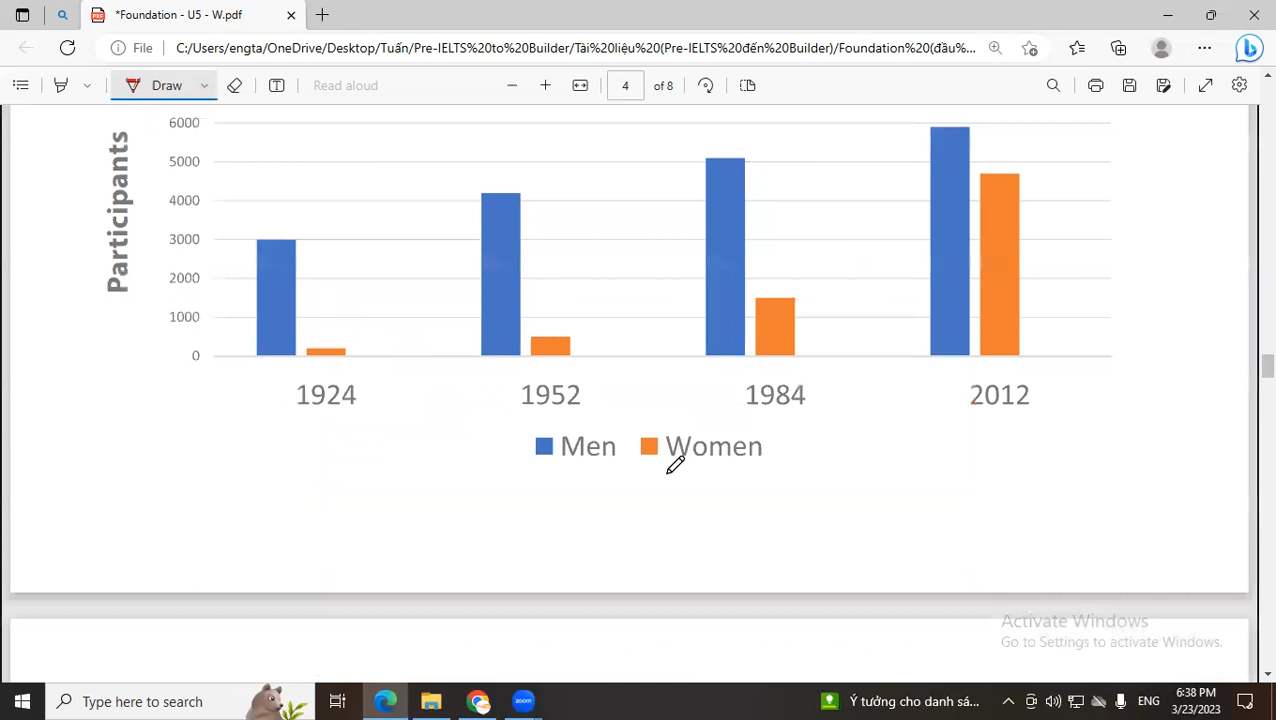 *Foundation - U5 - W.pdf
File
C:/Users/engta/OneDrive/Desktop/Tuấn/Pre-IELTS%20to%20Builder/Tài%20liệu%20(Pre-IELTS%20đến%20Builder)/Foundation%20(đầu%...
Draw
Read aloud
4
of 8
Participants
6000
5000
4000
3000
2000
1000
0
1924
1952
1984
2012
Men
Women
Activate Windows
Go to Settings to activate Windows.
Type here to search
zoom
Ý tưởng cho danh sá...
ENG
6:38 PM
3/23/2023